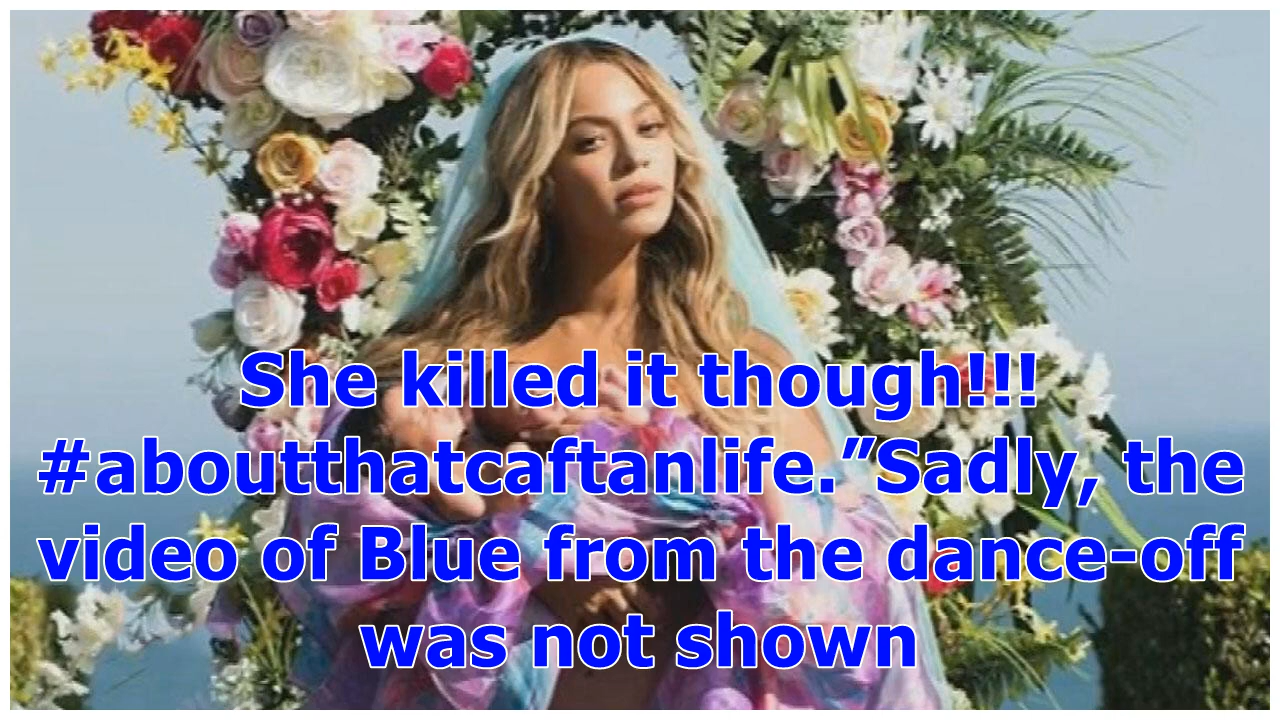 She killed it though!!!
#aboutthatcaftanlife.”Sadly, the
video of Blue from the dance-off
was not shown